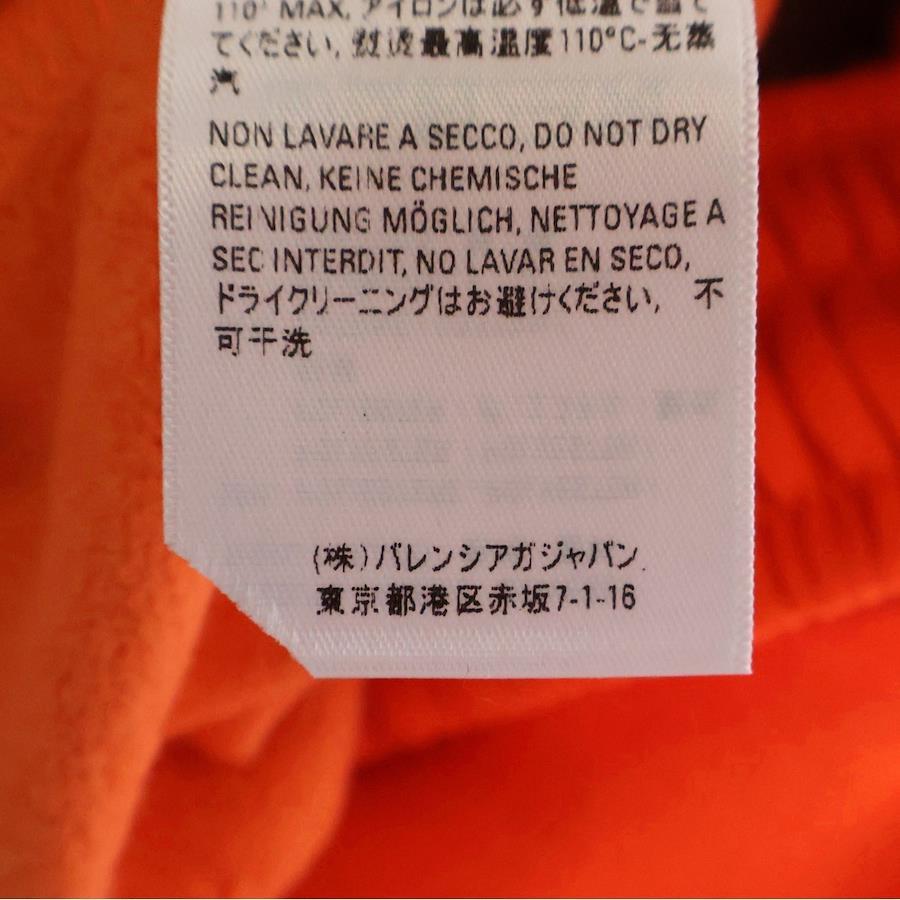 110° MAX, アイロンは必ず低温で当て
てください, 熨烫最高温度110°C-无蒸
汽
NON LAVARE A SECCO, DO NOT DRY
CLEAN, KEINE CHEMISCHE
REINIGUNG MÖGLICH, NETTOYAGE A
SEC INTERDIT, NO LAVAR EN SECO,
ドライクリーニングはお避けください, 不
可干洗
(株)バレンシアガジャパン
東京都港区赤坂7-1-16